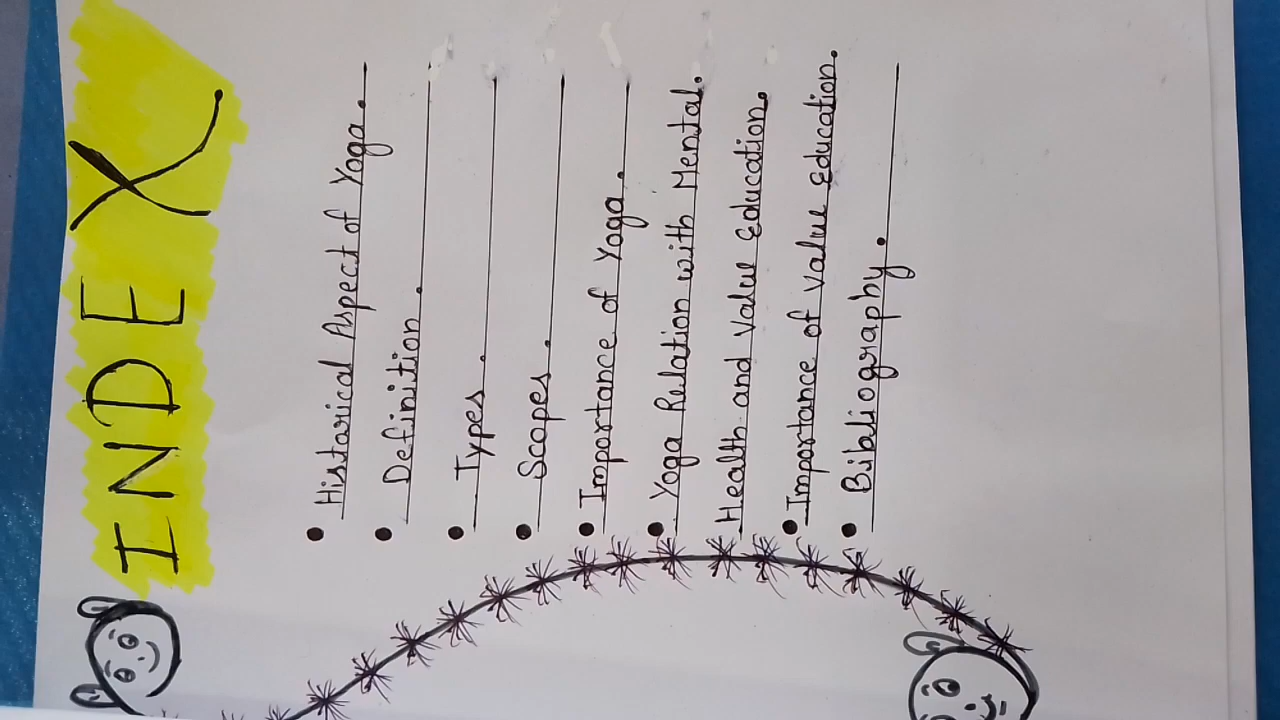 INDEX
• Historical Aspect of Yoga.
• Definition.
• Types.
• Scopes.
• Importance of Yoga.
• Yoga Relation with Mental.
Health and Value Education.
• Importance of Value Education.
• Bibaliography.